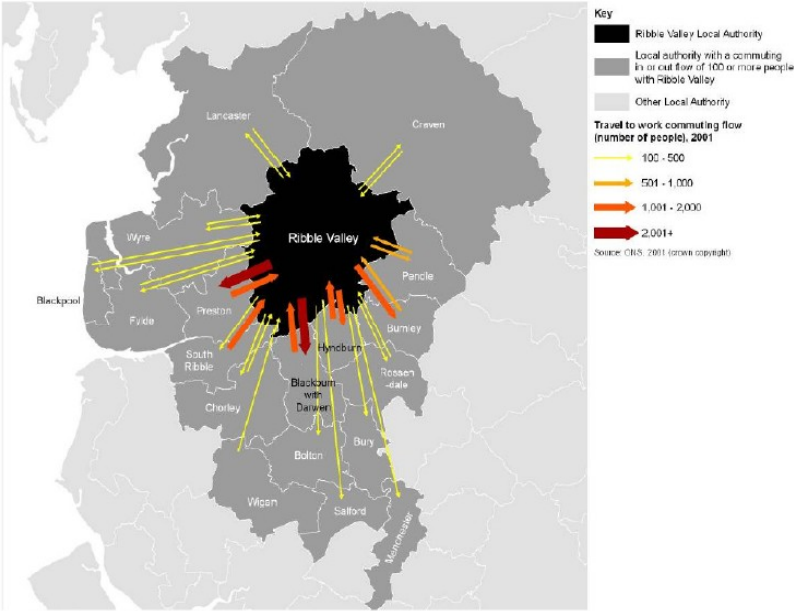 Key
Ribble Valley Local Authority
Local authority with a commuting
in or out flow of 100 or more people
with Ribble Valley
Other Local Authority
Travel to work commuting flow
(number of people), 2001
100 - 500
501 - 1,000
1,001 - 2,000
2,001+
Source: ONS, 2001 (crown copyright)
Lancaster
Craven
Wyre
Ribble Valley
Pendle
Blackpool
Fylde
Preston
Burnley
South
Ribble
Hyndburn
Rossen
-dale
Blackburn
with
Darwen
Chorley
Bury
Bolton
Wigan
Salford
Manchester